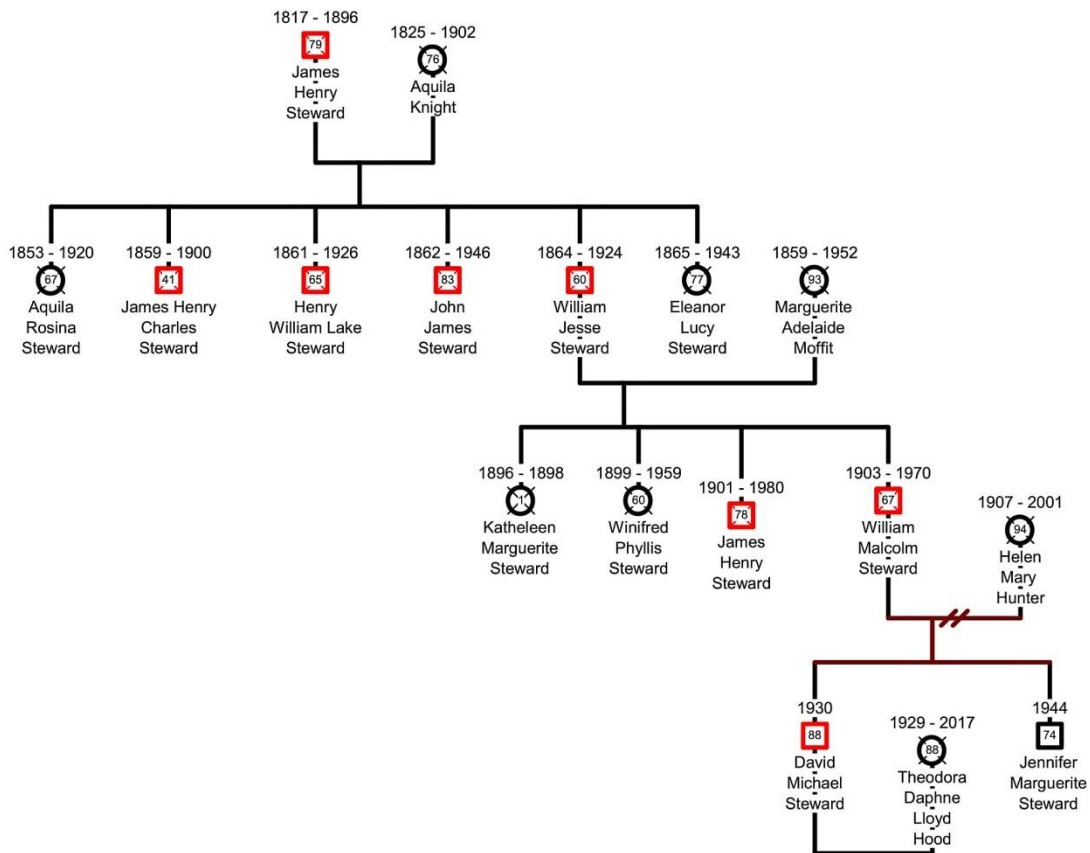 1817 - 1896
79
James
Henry
Steward
1825 - 1902
76
Aquila
Knight
1853 - 1920
67
Aquila
Rosina
Steward
1859 - 1900
41
James Henry
Charles
Steward
1861 - 1926
65
Henry
William Lake
Steward
1862 - 1946
83
John
James
Steward
1864 - 1924
60
William
Jesse
Steward
1865 - 1943
77
Eleanor
Lucy
Steward
1859 - 1952
93
Marguerite
Adelaide
Moffit
1896 - 1898
1
Katheleen
Marguerite
Steward
1899 - 1959
60
Winifred
Phyllis
Steward
1901 - 1980
78
James
Henry
Steward
1903 - 1970
67
William
Malcolm
Steward
1907 - 2001
94
Helen
Mary
Hunter
1930
88
David
Michael
Steward
1929 - 2017
88
Theodora
Daphne
Lloyd
Hood
1944
74
Jennifer
Marguerite
Steward